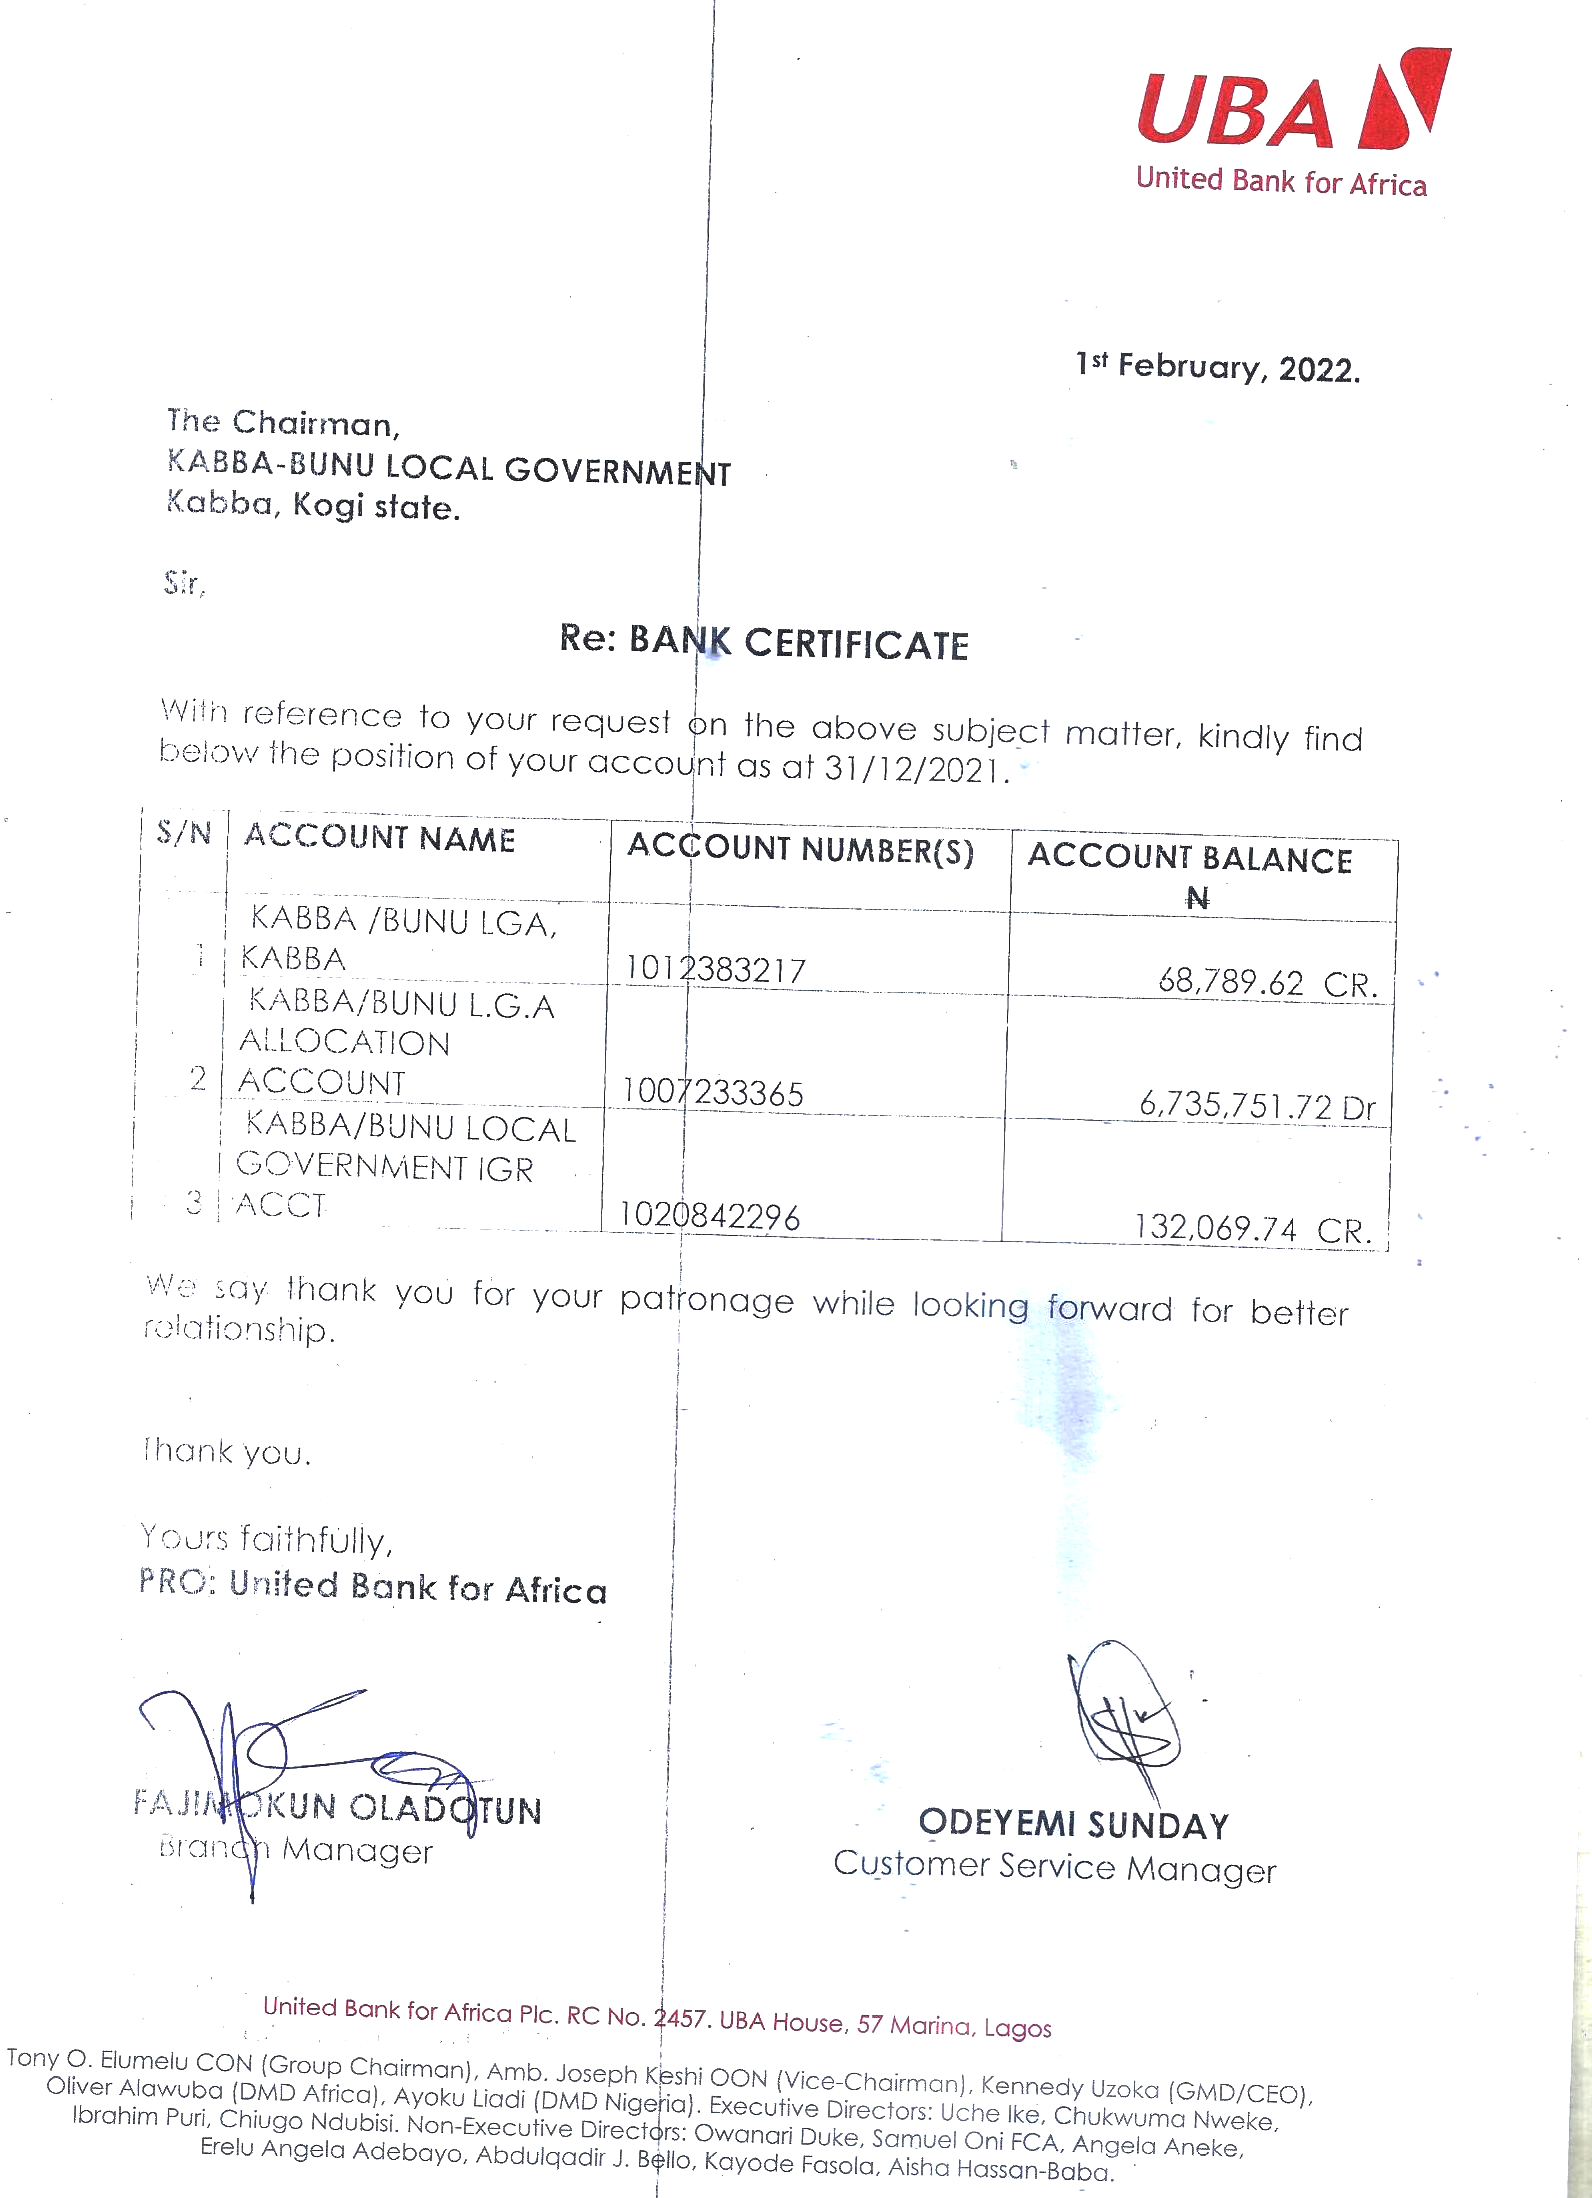 UBA
United Bank for Africa
1st February, 2022.
The Chairman,
KABBA-BUNU LOCAL GOVERNMENT
Kabba, Kogi state.
Sir,
Re: BANK CERTIFICATE
With reference to your request on the above subject matter, kindly find
below the position of your account as at 31/12/2021.
S/N ACCOUNT NAME ACCOUNT NUMBER(S) ACCOUNT BALANCE
₦
KABBA /BUNU LGA,
1 KABBA 1012383217 68,789.62 CR.
KABBA/BUNU L.G.A
ALLOCATION
2 ACCOUNT 1007233365 6,735,751.72 Dr
KABBA/BUNU LOCAL
GOVERNMENT IGR
3 ACCT 1020842296 132,069.74 CR.
We say thank you for your patronage while looking forward for better
relationship.
Thank you.
Yours faithfully,
PRO: United Bank for Africa
FAJIMOKUN OLADOTUN
Branch Manager
ODEYEMI SUNDAY
Customer Service Manager
United Bank for Africa Plc. RC No. 2457. UBA House, 57 Marina, Lagos
Tony O. Elumelu CON (Group Chairman), Amb. Joseph Keshi OON (Vice-Chairman), Kennedy Uzoka (GMD/CEO),
Oliver Alawuba (DMD Africa), Ayoku Liadi (DMD Nigeria). Executive Directors: Uche Ike, Chukwuma Nweke,
Ibrahim Puri, Chiugo Ndubisi. Non-Executive Directors: Owanari Duke, Samuel Oni FCA, Angela Aneke,
Erelu Angela Adebayo, Abdulqadir J. Bello, Kayode Fasola, Aisha Hassan-Baba.